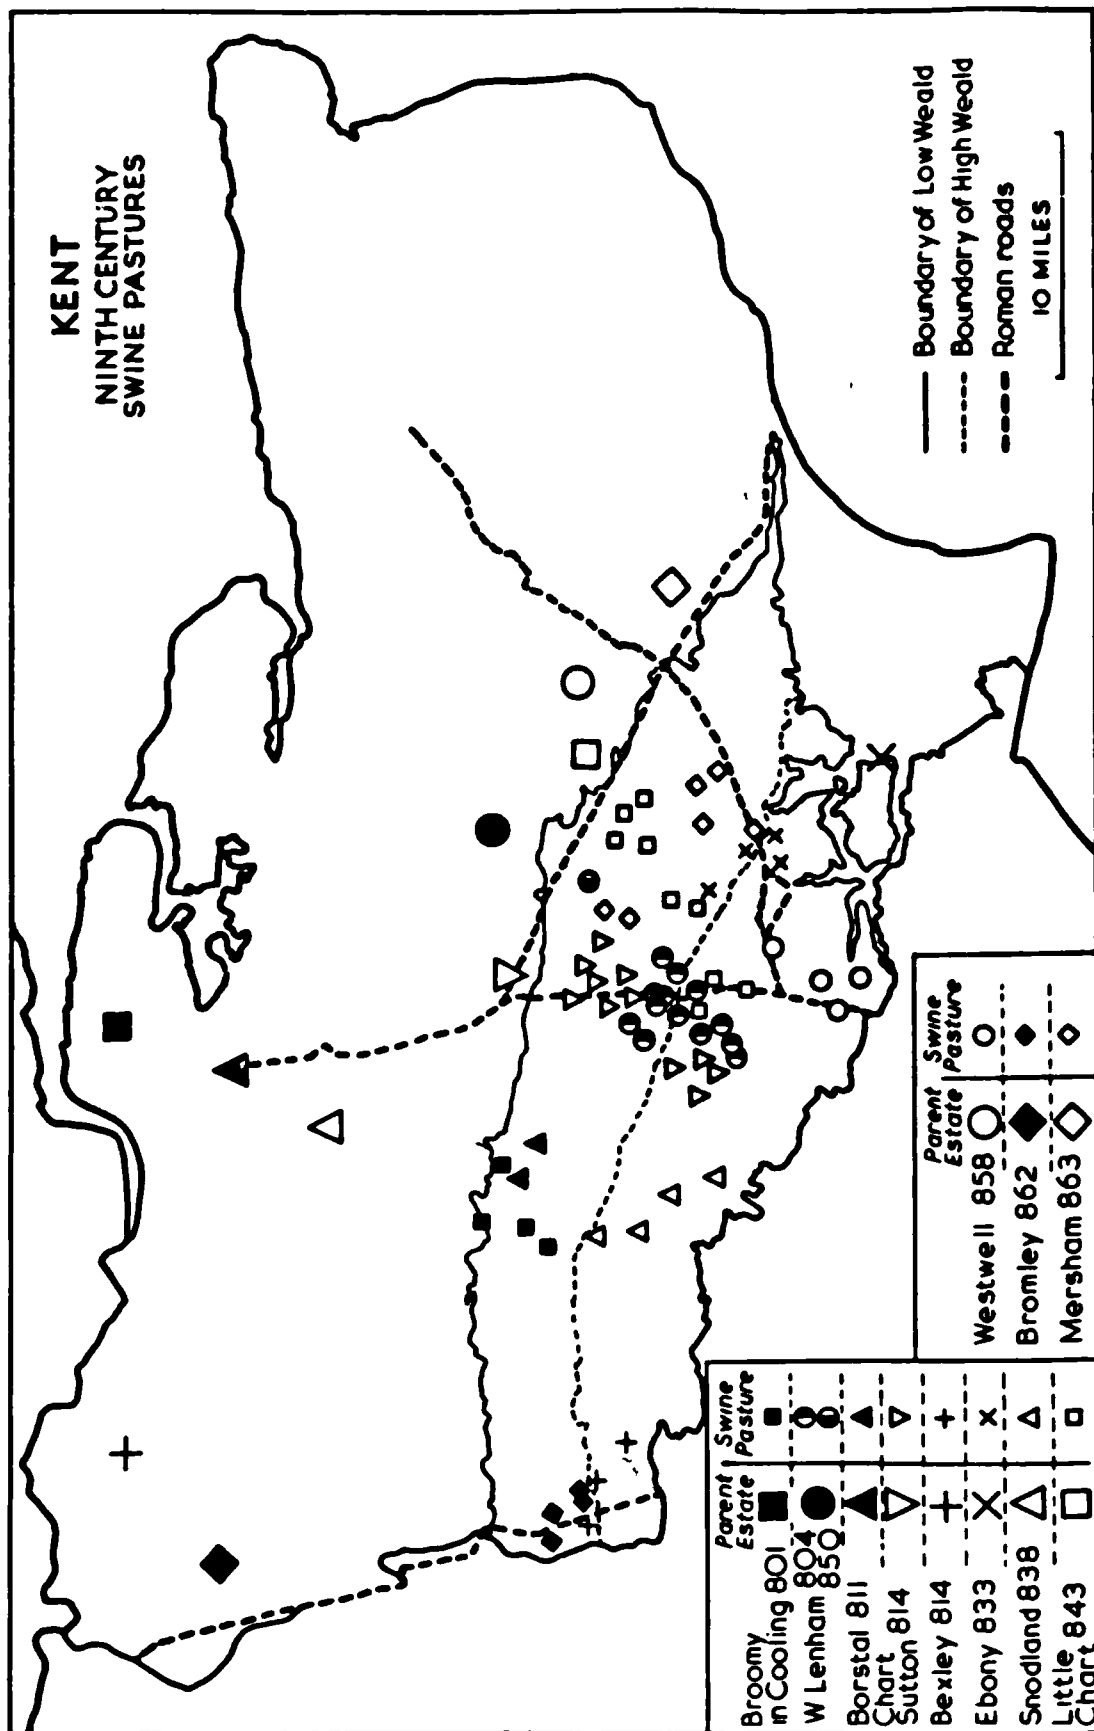 KENT
NINTH CENTURY
SWINE PASTURES
Boundary of Low Weald
Boundary of High Weald
Roman roads
10 MILES
Parent Estate
Swine Pasture
Broomy in Cooling 801
W Lenham 804
850
Borstal 811
Chart Sutton 814
Bexley 814
Ebony 833
Snodland 838
Little Chart 843
Parent Estate
Swine Pasture
Westwell 858
Bromley 862
Mersham 863